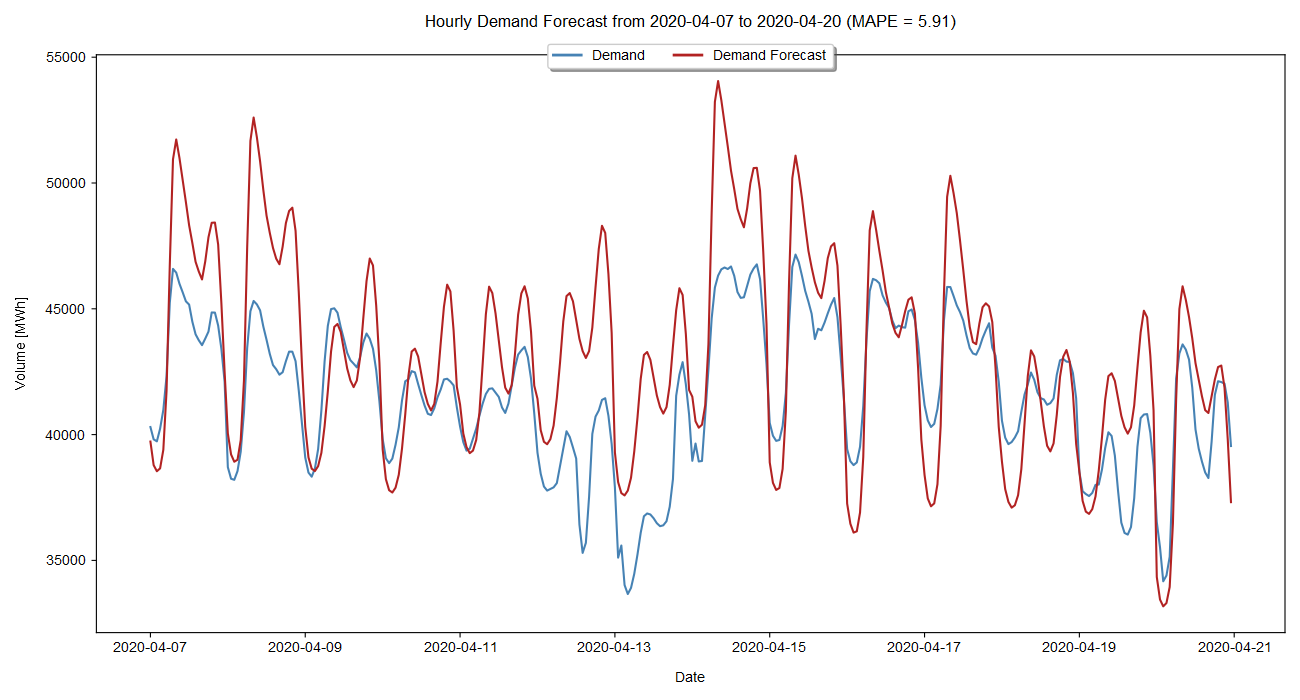 Hourly Demand Forecast from 2020-04-07 to 2020-04-20 (MAPE = 5.91)
Demand
Demand Forecast
Volume [MWh]
55000
50000
45000
40000
35000
2020-04-07
2020-04-09
2020-04-11
2020-04-13
2020-04-15
2020-04-17
2020-04-19
2020-04-21
Date